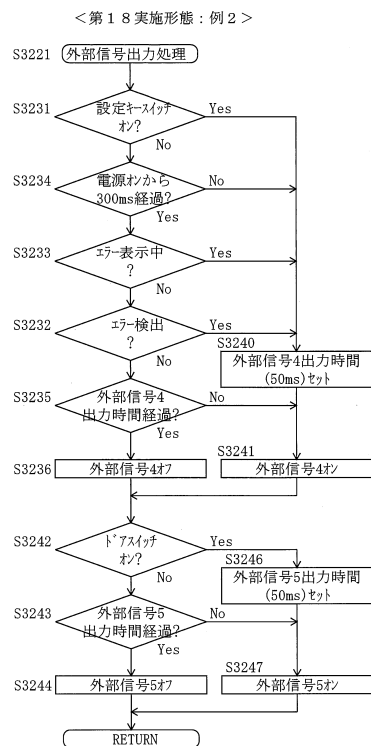 <第18実施形態：例2>
S3221 外部信号出力処理
S3231 設定ｷｰｽｲｯﾁ
ｵﾝ?
Yes
No
S3234 電源ｵﾝから
300ms経過?
No
Yes
S3233 ｴﾗｰ表示中
?
Yes
No
S3232 ｴﾗｰ検出
?
Yes
No
S3240
外部信号4出力時間
(50ms)ｾｯﾄ
S3235 外部信号4
出力時間経過?
No
Yes
S3241
S3236 外部信号4ｵﾌ
外部信号4ｵﾝ
S3242 ﾄﾞｱｽｲｯﾁ
ｵﾝ?
Yes
No
S3246
外部信号5出力時間
(50ms)ｾｯﾄ
S3243 外部信号5
出力時間経過?
No
Yes
S3247
S3244 外部信号5ｵﾌ
外部信号5ｵﾝ
RETURN